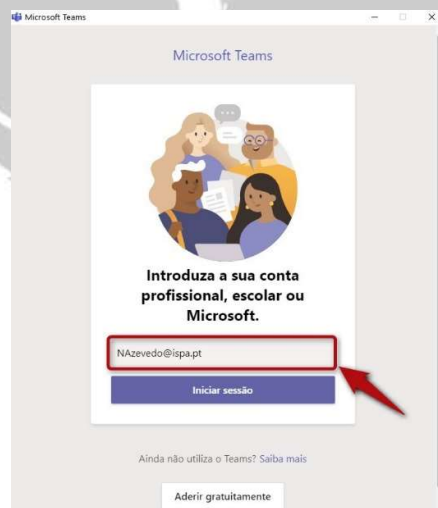 Microsoft Teams
Microsoft Teams
Introduza a sua conta
profissional, escolar ou
Microsoft.
NAzevedo@ispa.pt
Iniciar sessão
Ainda não utiliza o Teams? Saiba mais
Aderir gratuitamente